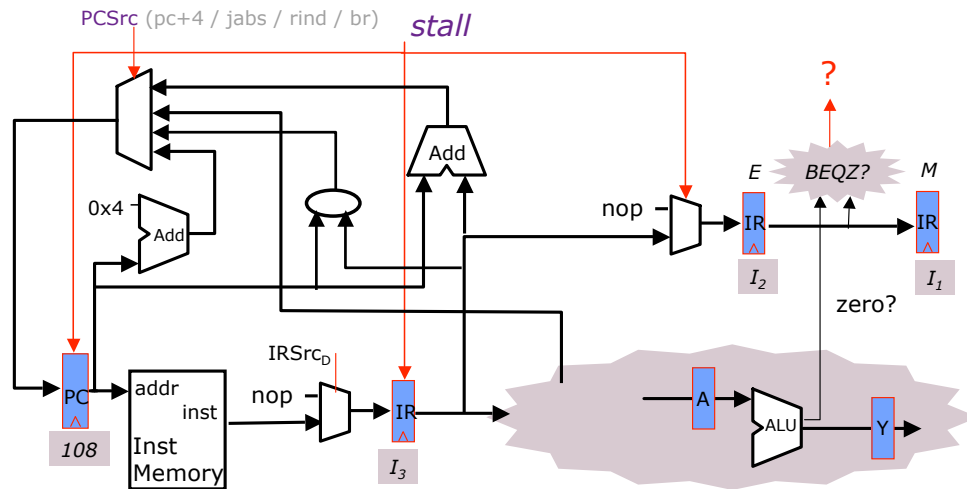 PCSrc (pc+4 / jabs / rind / br)
stall
?
Add
E
BEQZ?
M
0x4
nop
Add
IR
IR
I2
I1
zero?
IRSrcD
PC
addr
nop
A
inst
IR
ALU
Y
108
Inst
Memory
I3